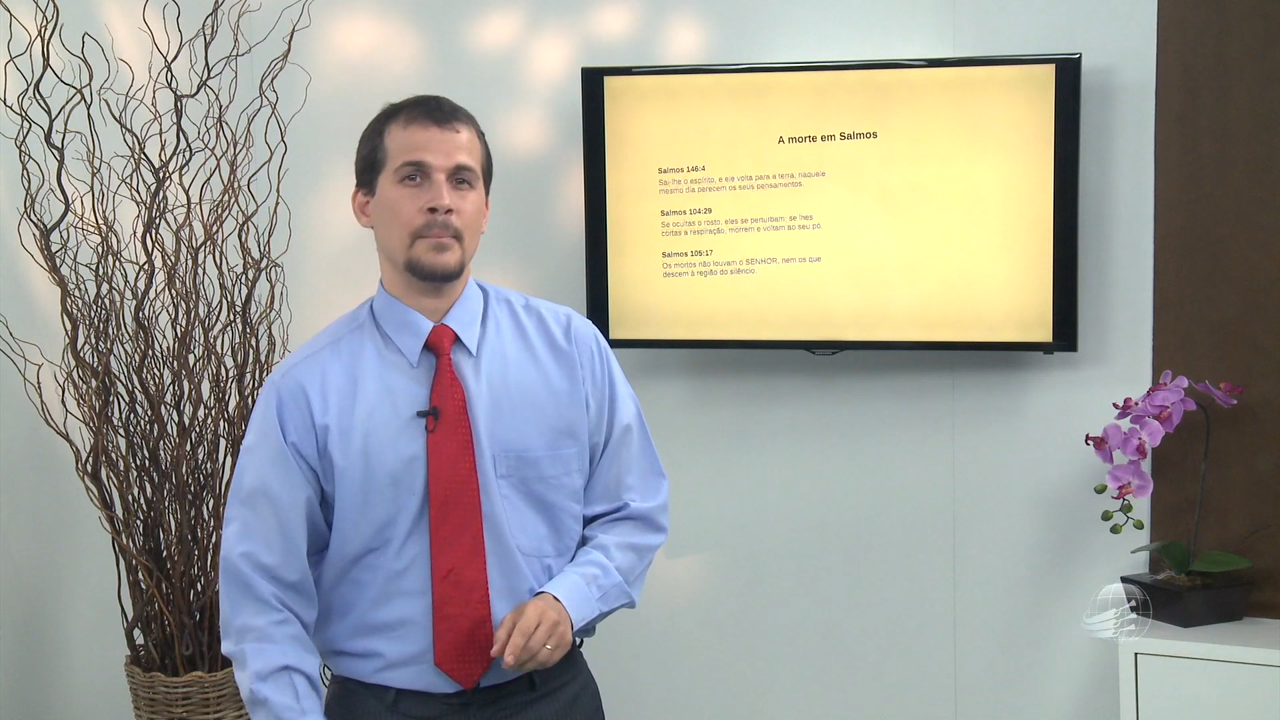 A morte em Salmos
Salmos 146:4
Sai-lhe o espírito, e ele volta para a terra, naquele
mesmo dia perecem os seus pensamentos.
Salmos 104:29
Se ocultas o rosto, eles se perturbam; se lhes
cortas a respiração, morrem e voltam ao seu pó.
Salmos 105:17
Os mortos não louvam o SENHOR, nem os que
descem à região do silêncio.